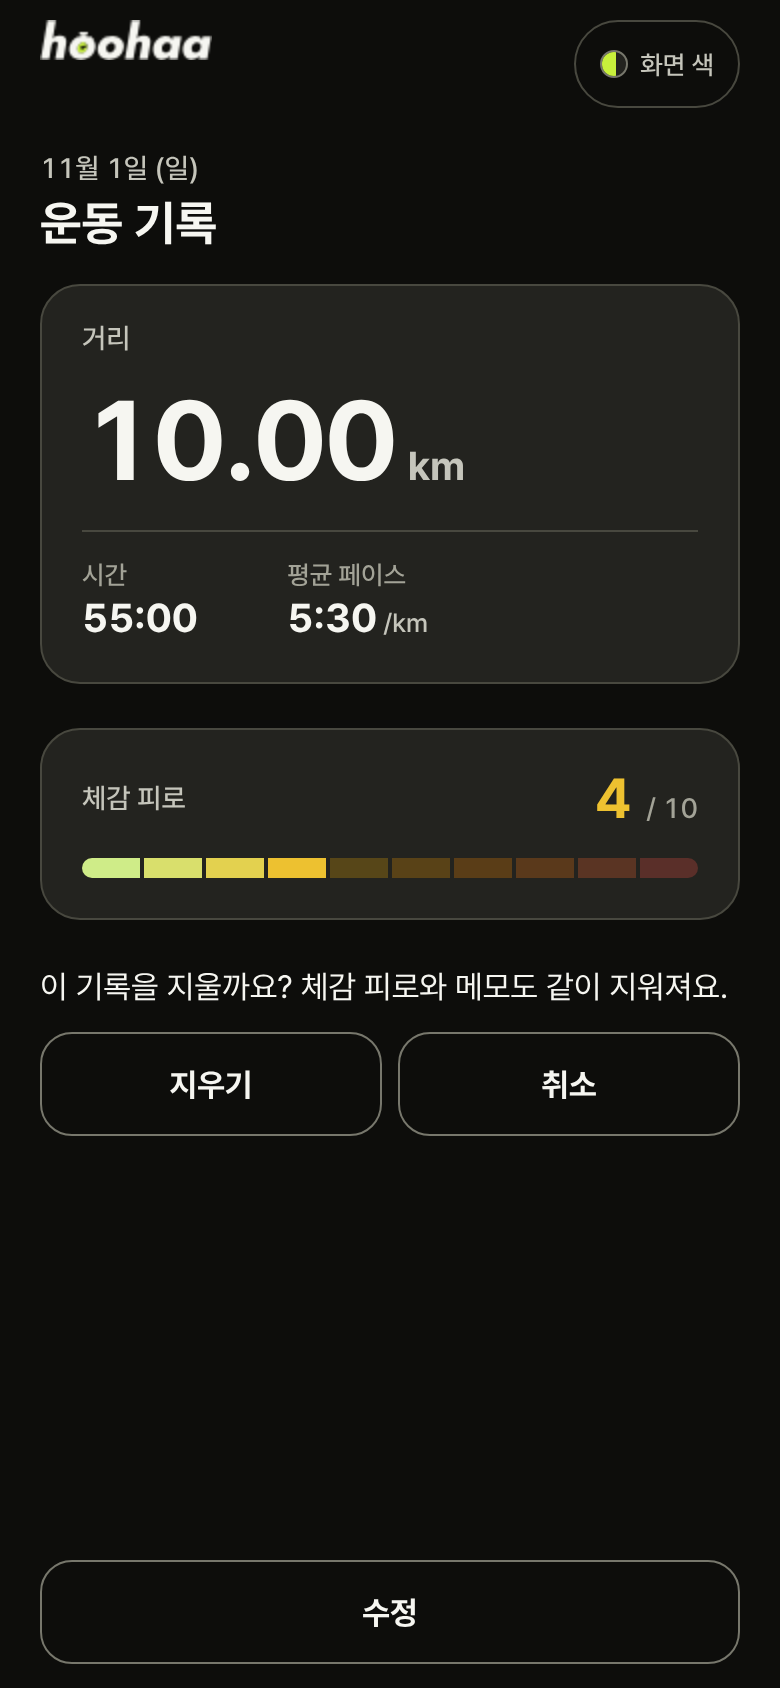 hoohaa
화면 색
11월 1일 (일)
운동 기록
거리
10.00 km
시간
평균 페이스
55:00
5:30 /km
체감 피로
4 / 10
이 기록을 지울까요? 체감 피로와 메모도 같이 지워져요.
지우기
취소
수정